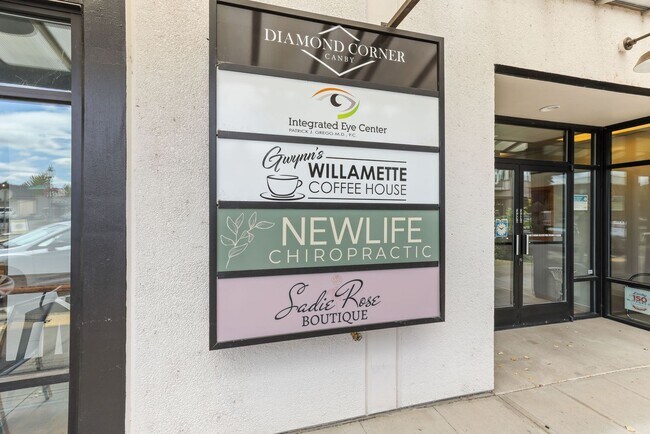 DIAMOND CORNER
CANBY
Integrated Eye Center
PATRICK J. GREGG M.D., P.C.
Gwynn's
WILLAMETTE
COFFEE HOUSE
NEWLIFE
CHIROPRACTIC
Sadie Rose
BOUTIQUE